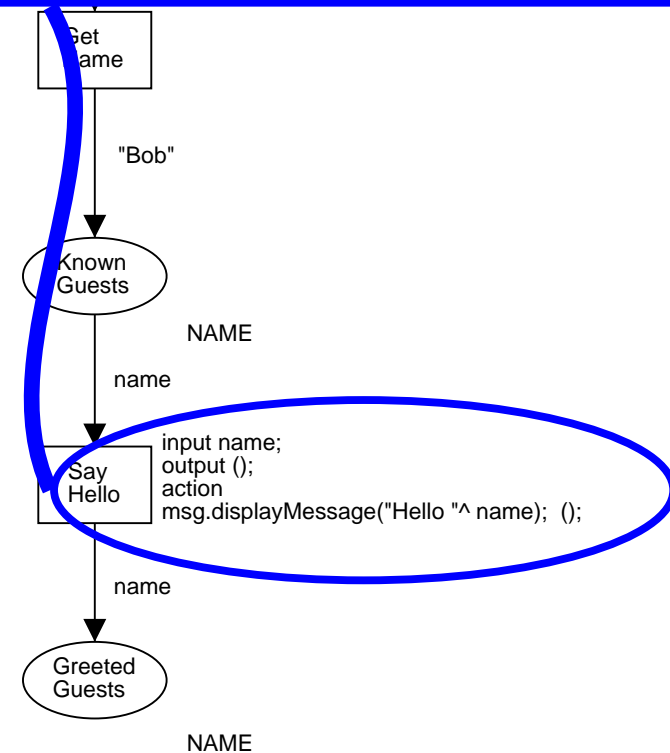 Get
Name
"Bob"
Known
Guests
NAME
name
Say
Hello
input name;
output ();
action
msg.displayMessage("Hello "^ name);  ();
name
Greeted
Guests
NAME